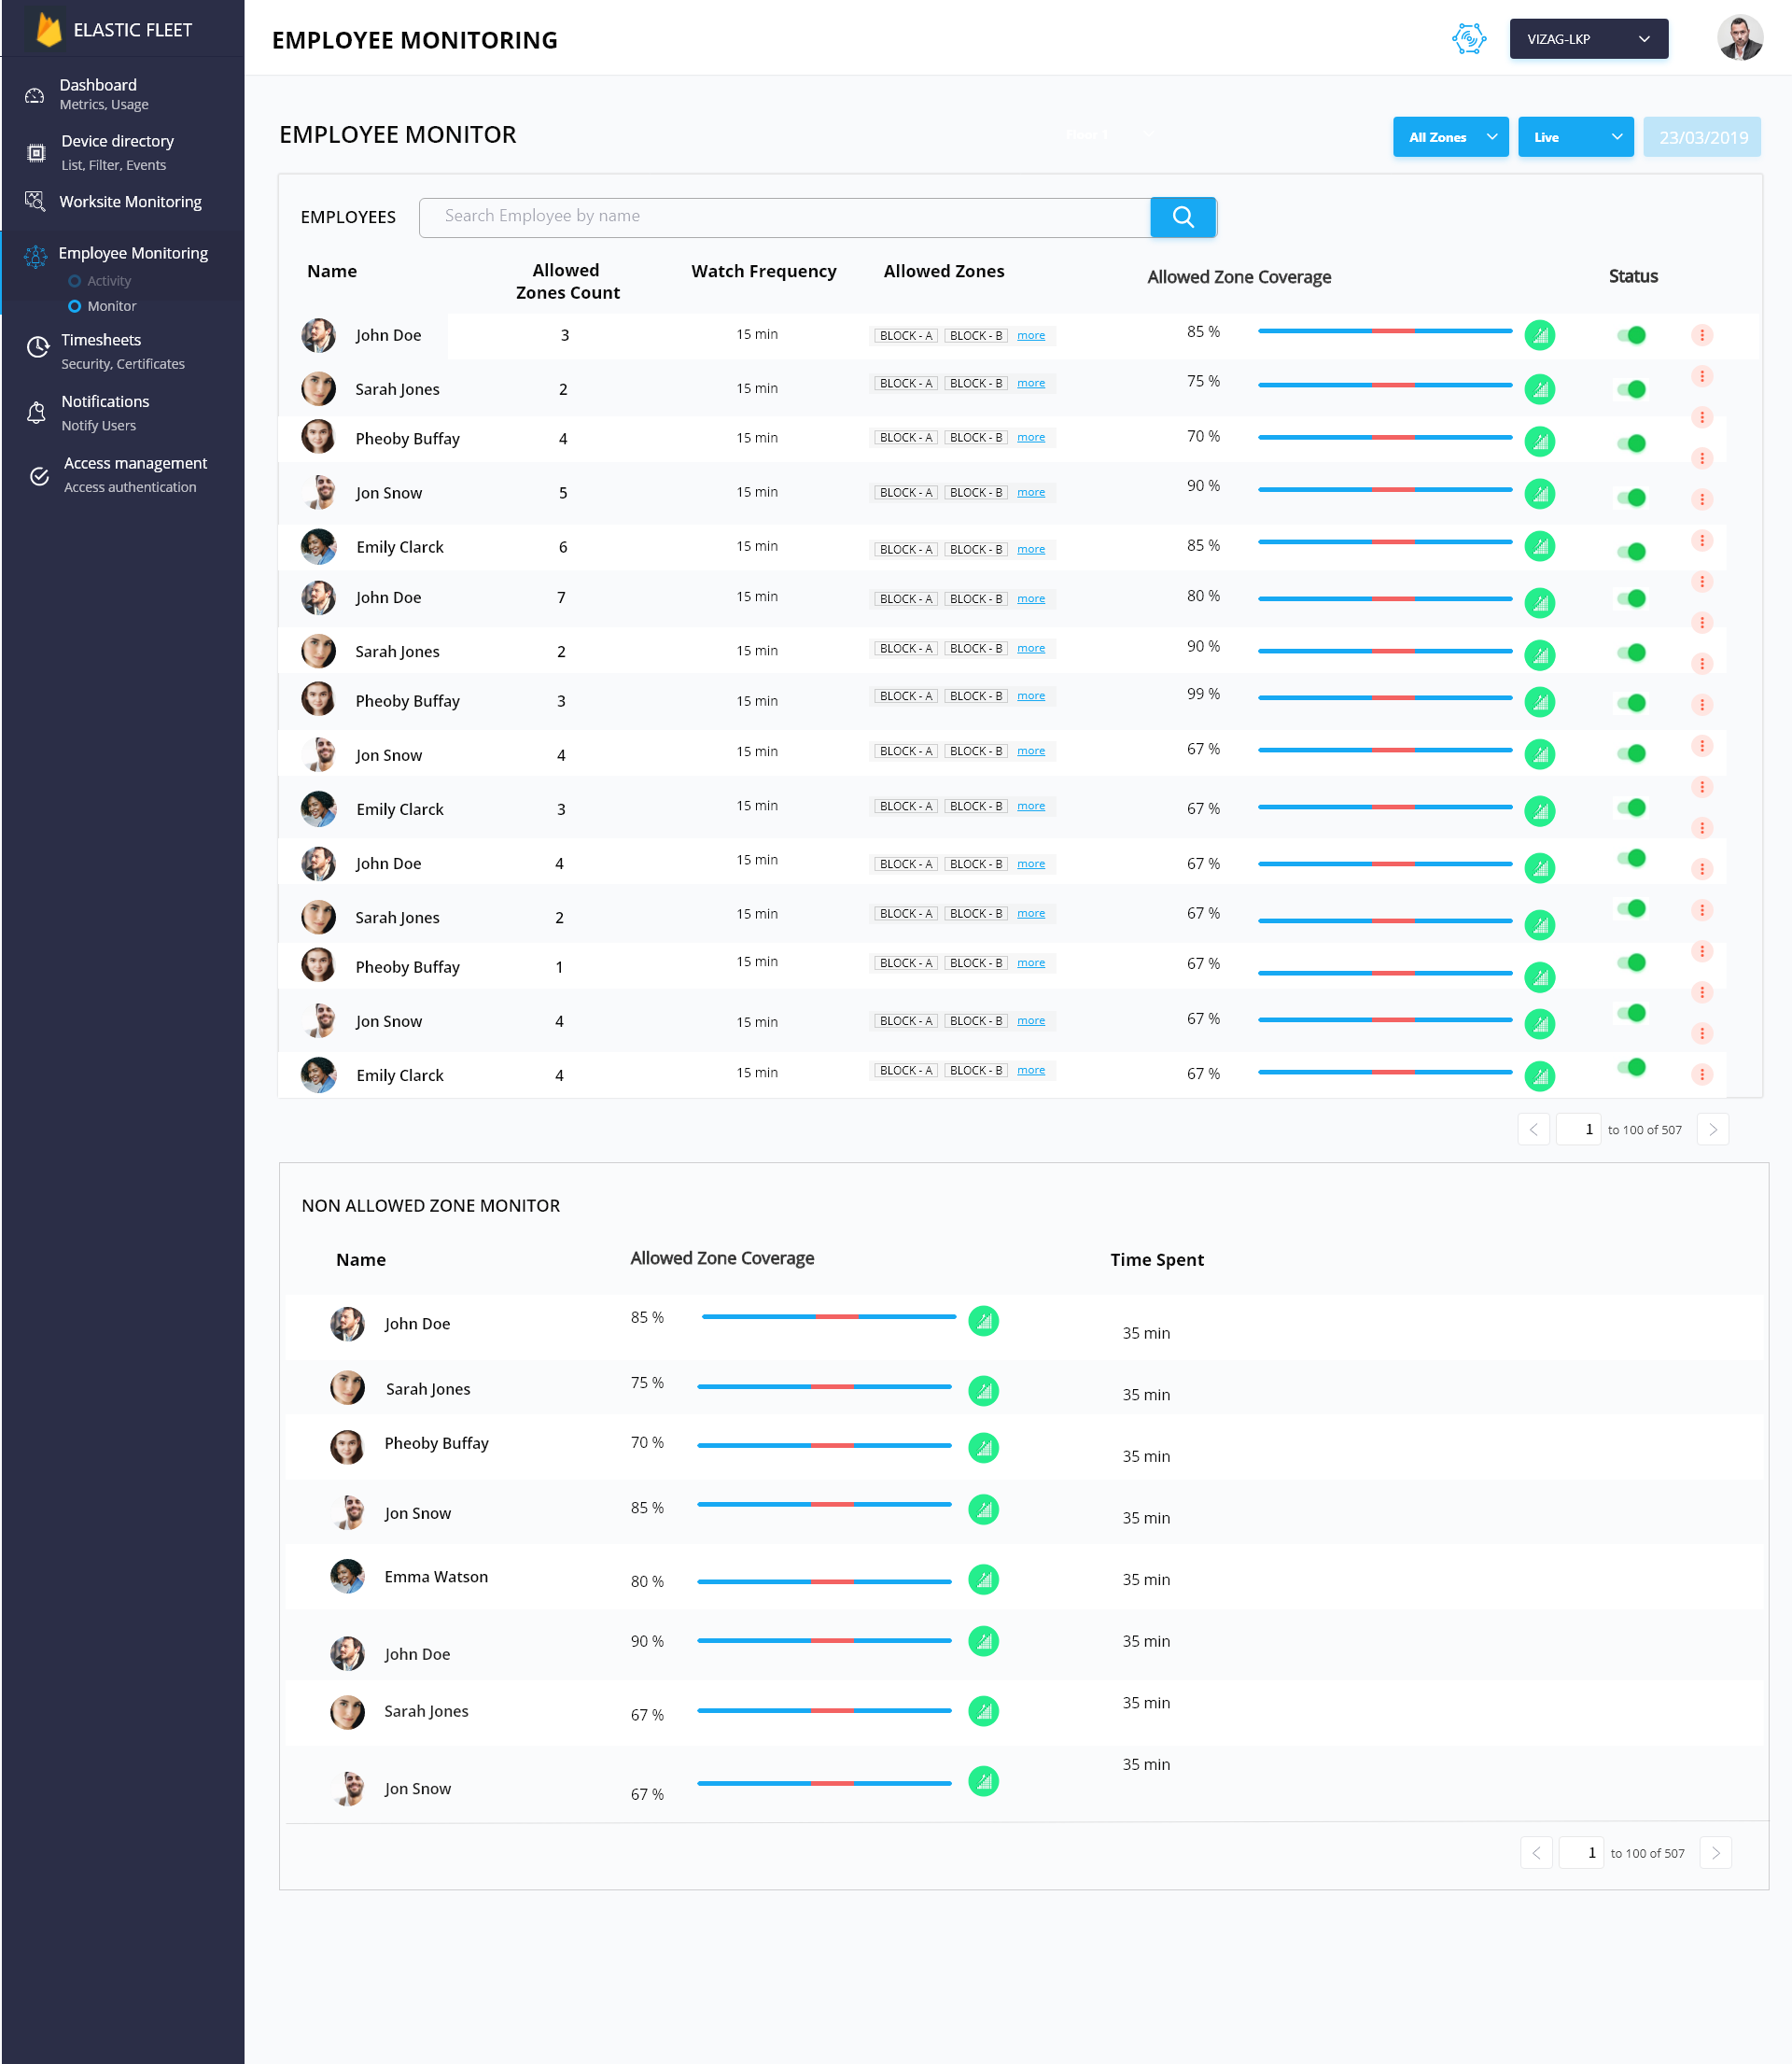 ELASTIC FLEET
Dashboard
Metrics, Usage
Device directory
List, Filter, Events
Worksite Monitoring
Employee Monitoring
Activity
Monitor
Timesheets
Security, Certificates
Notifications
Notify Users
Access management
Access authentication
EMPLOYEE MONITORING
VIZAG-LKP
EMPLOYEE MONITOR
All Zones
Live
23/03/2019
EMPLOYEES
Search Employee by name
Name
Allowed
Zones Count
Watch Frequency
Allowed Zones
Allowed Zone Coverage
Status
John Doe 3 15 min BLOCK - A BLOCK - B more 85 %
Sarah Jones 2 15 min BLOCK - A BLOCK - B more 75 %
Pheoby Buffay 4 15 min BLOCK - A BLOCK - B more 70 %
Jon Snow 5 15 min BLOCK - A BLOCK - B more 90 %
Emily Clarck 6 15 min BLOCK - A BLOCK - B more 85 %
John Doe 7 15 min BLOCK - A BLOCK - B more 80 %
Sarah Jones 2 15 min BLOCK - A BLOCK - B more 90 %
Pheoby Buffay 3 15 min BLOCK - A BLOCK - B more 99 %
Jon Snow 4 15 min BLOCK - A BLOCK - B more 67 %
Emily Clarck 3 15 min BLOCK - A BLOCK - B more 67 %
John Doe 4 15 min BLOCK - A BLOCK - B more 67 %
Sarah Jones 2 15 min BLOCK - A BLOCK - B more 67 %
Pheoby Buffay 1 15 min BLOCK - A BLOCK - B more 67 %
Jon Snow 4 15 min BLOCK - A BLOCK - B more 67 %
Emily Clarck 4 15 min BLOCK - A BLOCK - B more 67 %
1 to 100 of 507
NON ALLOWED ZONE MONITOR
Name Allowed Zone Coverage Time Spent
John Doe 85 % 35 min
Sarah Jones 75 % 35 min
Pheoby Buffay 70 % 35 min
Jon Snow 85 % 35 min
Emma Watson 80 % 35 min
John Doe 90 % 35 min
Sarah Jones 67 % 35 min
Jon Snow 67 % 35 min
1 to 100 of 507